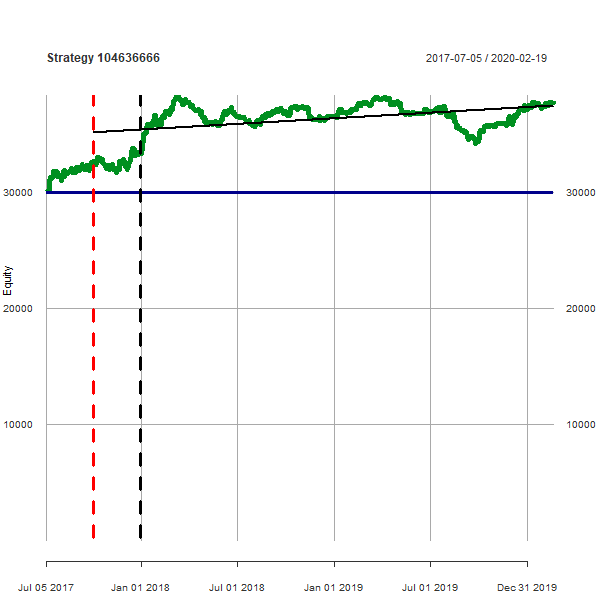 Strategy 104636666
2017-07-05 / 2020-02-19
30000
30000
Equity
20000
20000
10000
10000
Jul 05 2017
Jan 01 2018
Jul 01 2018
Jan 01 2019
Jul 01 2019
Dec 31 2019